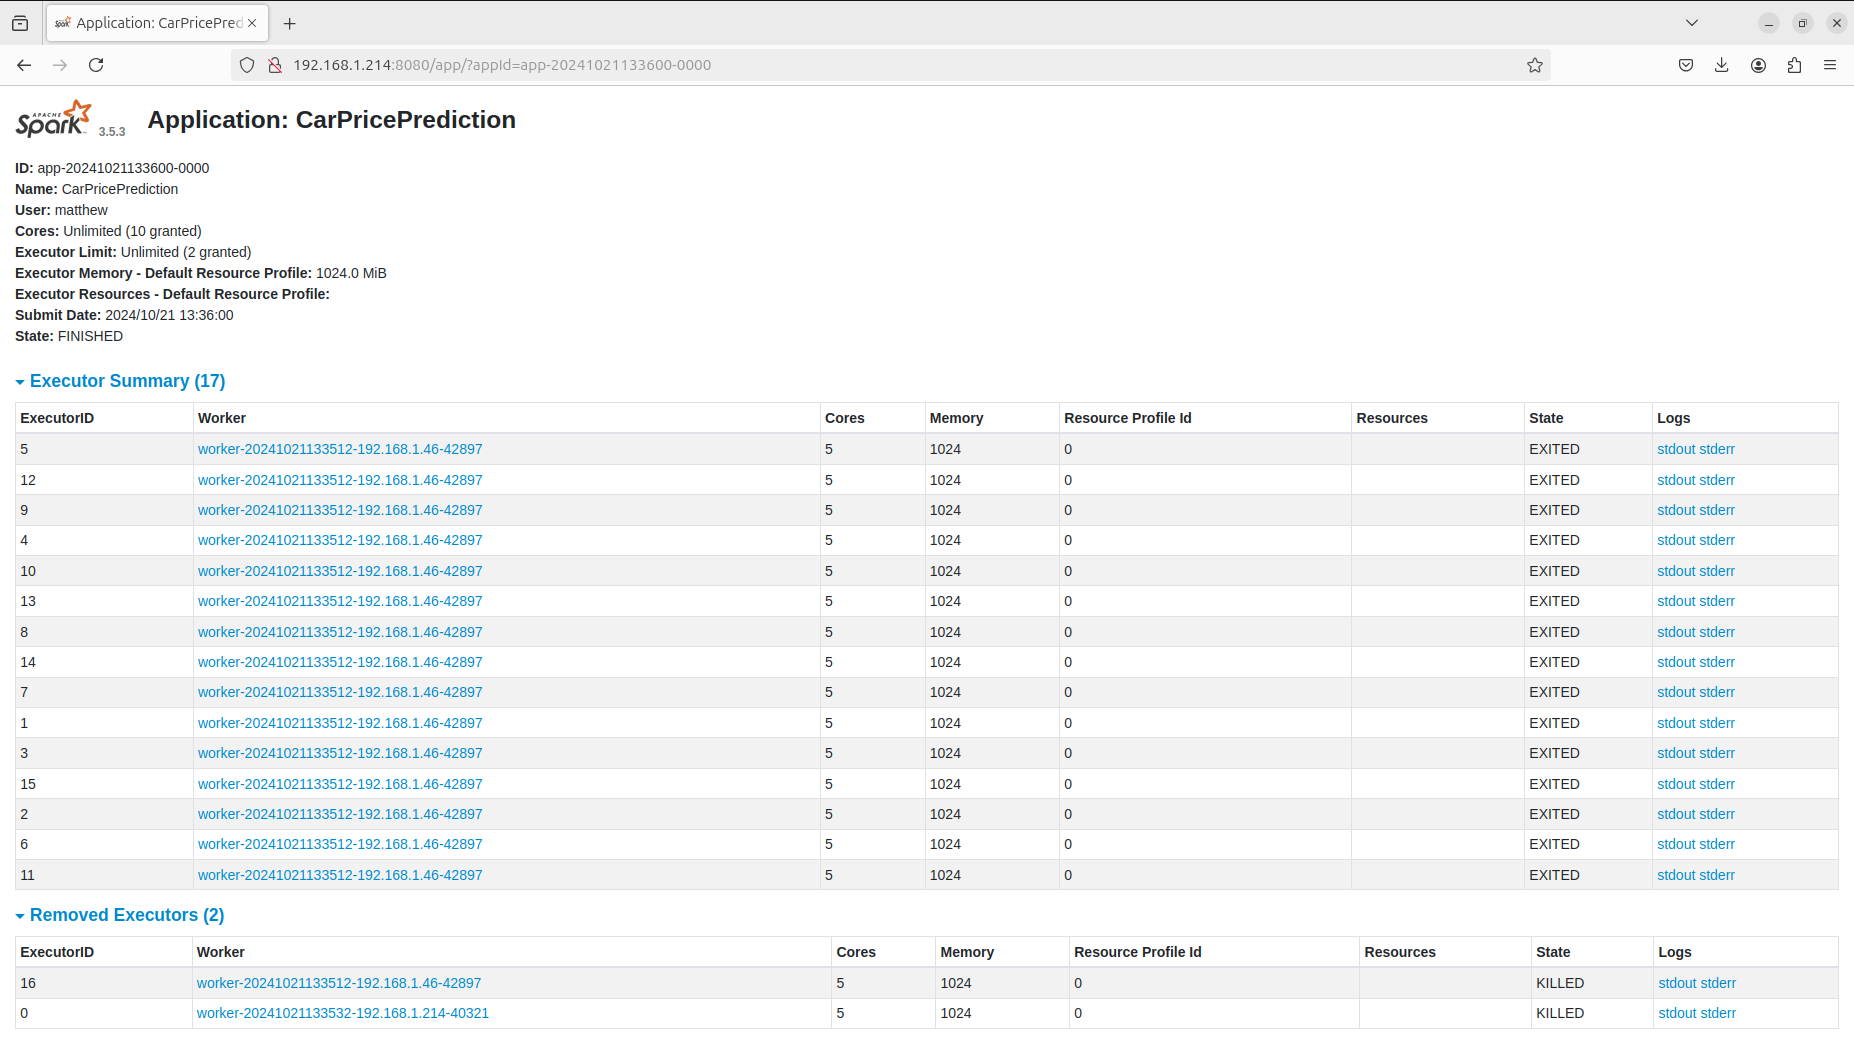 Application: CarPricePred
192.168.1.214:8080/app/?appId=app-20241021133600-0000
APACHE Spark 3.5.3 Application: CarPricePrediction
ID: app-20241021133600-0000
Name: CarPricePrediction
User: matthew
Cores: Unlimited (10 granted)
Executor Limit: Unlimited (2 granted)
Executor Memory - Default Resource Profile: 1024.0 MiB
Executor Resources - Default Resource Profile:
Submit Date: 2024/10/21 13:36:00
State: FINISHED
Executor Summary (17)
ExecutorID Worker Cores Memory Resource Profile Id Resources State Logs
5 worker-20241021133512-192.168.1.46-42897 5 1024 0 EXITED stdout stderr
12 worker-20241021133512-192.168.1.46-42897 5 1024 0 EXITED stdout stderr
9 worker-20241021133512-192.168.1.46-42897 5 1024 0 EXITED stdout stderr
4 worker-20241021133512-192.168.1.46-42897 5 1024 0 EXITED stdout stderr
10 worker-20241021133512-192.168.1.46-42897 5 1024 0 EXITED stdout stderr
13 worker-20241021133512-192.168.1.46-42897 5 1024 0 EXITED stdout stderr
8 worker-20241021133512-192.168.1.46-42897 5 1024 0 EXITED stdout stderr
14 worker-20241021133512-192.168.1.46-42897 5 1024 0 EXITED stdout stderr
7 worker-20241021133512-192.168.1.46-42897 5 1024 0 EXITED stdout stderr
1 worker-20241021133512-192.168.1.46-42897 5 1024 0 EXITED stdout stderr
3 worker-20241021133512-192.168.1.46-42897 5 1024 0 EXITED stdout stderr
15 worker-20241021133512-192.168.1.46-42897 5 1024 0 EXITED stdout stderr
2 worker-20241021133512-192.168.1.46-42897 5 1024 0 EXITED stdout stderr
6 worker-20241021133512-192.168.1.46-42897 5 1024 0 EXITED stdout stderr
11 worker-20241021133512-192.168.1.46-42897 5 1024 0 EXITED stdout stderr
Removed Executors (2)
ExecutorID Worker Cores Memory Resource Profile Id Resources State Logs
16 worker-20241021133512-192.168.1.46-42897 5 1024 0 KILLED stdout stderr
0 worker-20241021133532-192.168.1.214-40321 5 1024 0 KILLED stdout stderr